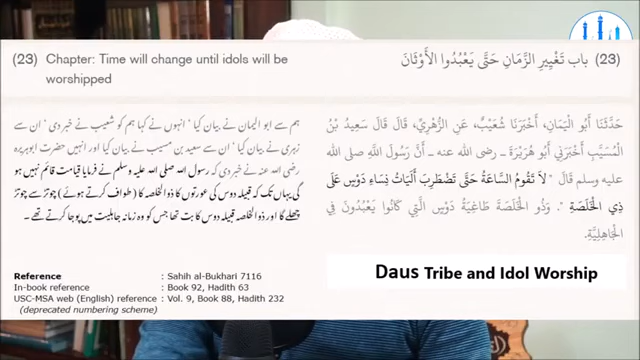 (23) Chapter: Time will change until idols will be
worshipped
(23) باب تَغْيِيرِ الزَّمَانِ حَتَّى يَعْبُدُوا الأَوْثَانَ
ہم سے ابو الیمان نے بیان کیا ‘ انہوں نے کہا ہم کو شعیب نے خبر دی ‘ ان سے
زہری نے بیان کیا ‘ ان سے سعید بن مسیب نے بیان کیا اور انہیں حضرت ابوہریرہ
رضی اللہ عنہ نے خبر دی کہ رسول اللہ صلی اللہ علیہ وسلم نے فرمایا قیامت قائم نہیں ہو
گی یہاں تک کہ قبیلہ دوس کی عورتوں کا ذوالخلصہ کا ( طواف کرتے ہوئے ) چوتڑ سے چوتڑ
چھلے گا اور ذوالخلصہ قبیلہ دوس کا بت تھا جس کو وہ زمانہ جاہلیت میں پوجا کرتے تھے ۔
حَدَّثَنَا أَبُو الْيَمَانِ، أَخْبَرَنَا شُعَيْبٌ، عَنِ الزُّهْرِيِّ، قَالَ قَالَ سَعِيدُ بْنُ
الْمُسَيَّبِ أَخْبَرَنِي أَبُو هُرَيْرَةَ ـ رضى الله عنه ـ أَنَّ رَسُولَ اللَّهِ صلى الله
عليه وسلم قَالَ " لاَ تَقُومُ السَّاعَةُ حَتَّى تَضْطَرِبَ أَلَيَاتُ نِسَاءِ دَوْسٍ عَلَى
ذِي الْخَلَصَةِ ". وَذُو الْخَلَصَةِ طَاغِيَةُ دَوْسٍ الَّتِي كَانُوا يَعْبُدُونَ فِي
الْجَاهِلِيَّةِ.
Reference : Sahih al-Bukhari 7116
In-book reference : Book 92, Hadith 63
USC-MSA web (English) reference : Vol. 9, Book 88, Hadith 232
(deprecated numbering scheme)
Daus Tribe and Idol Worship